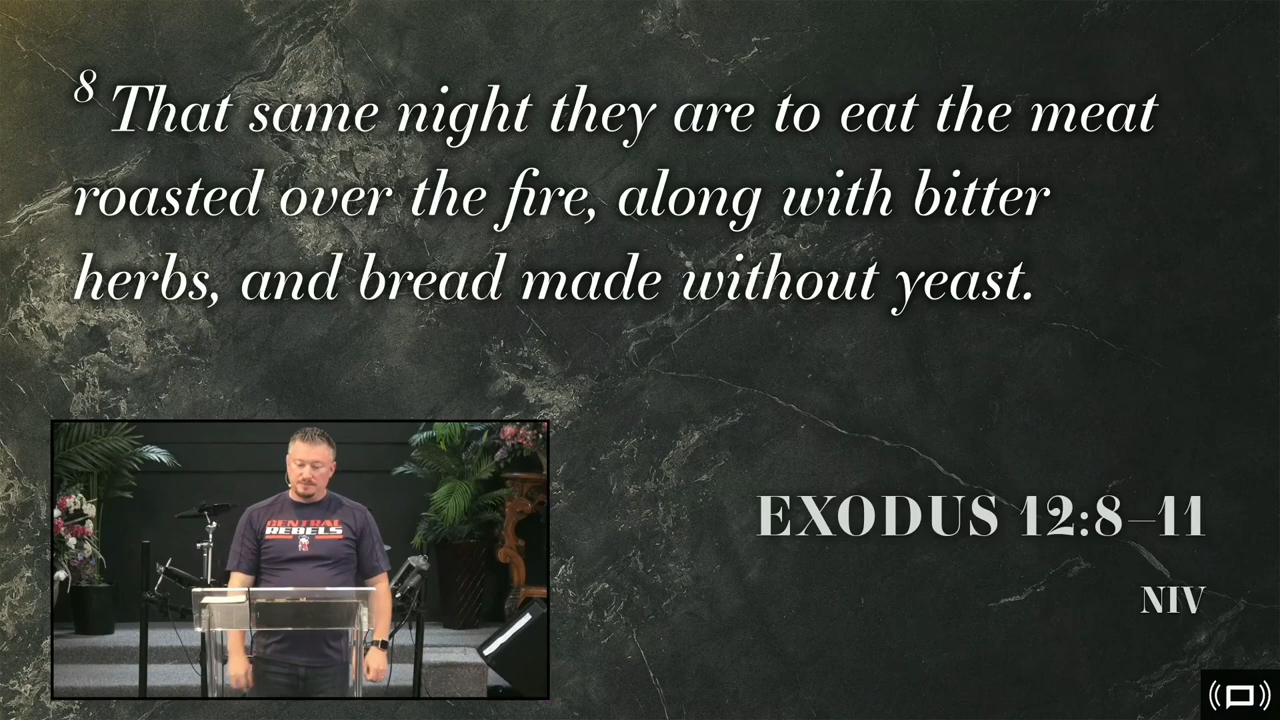 8 That same night they are to eat the meat
roasted over the fire, along with bitter
herbs, and bread made without yeast.
EXODUS 12:8–11
NIV
CENTRAL
REBELS